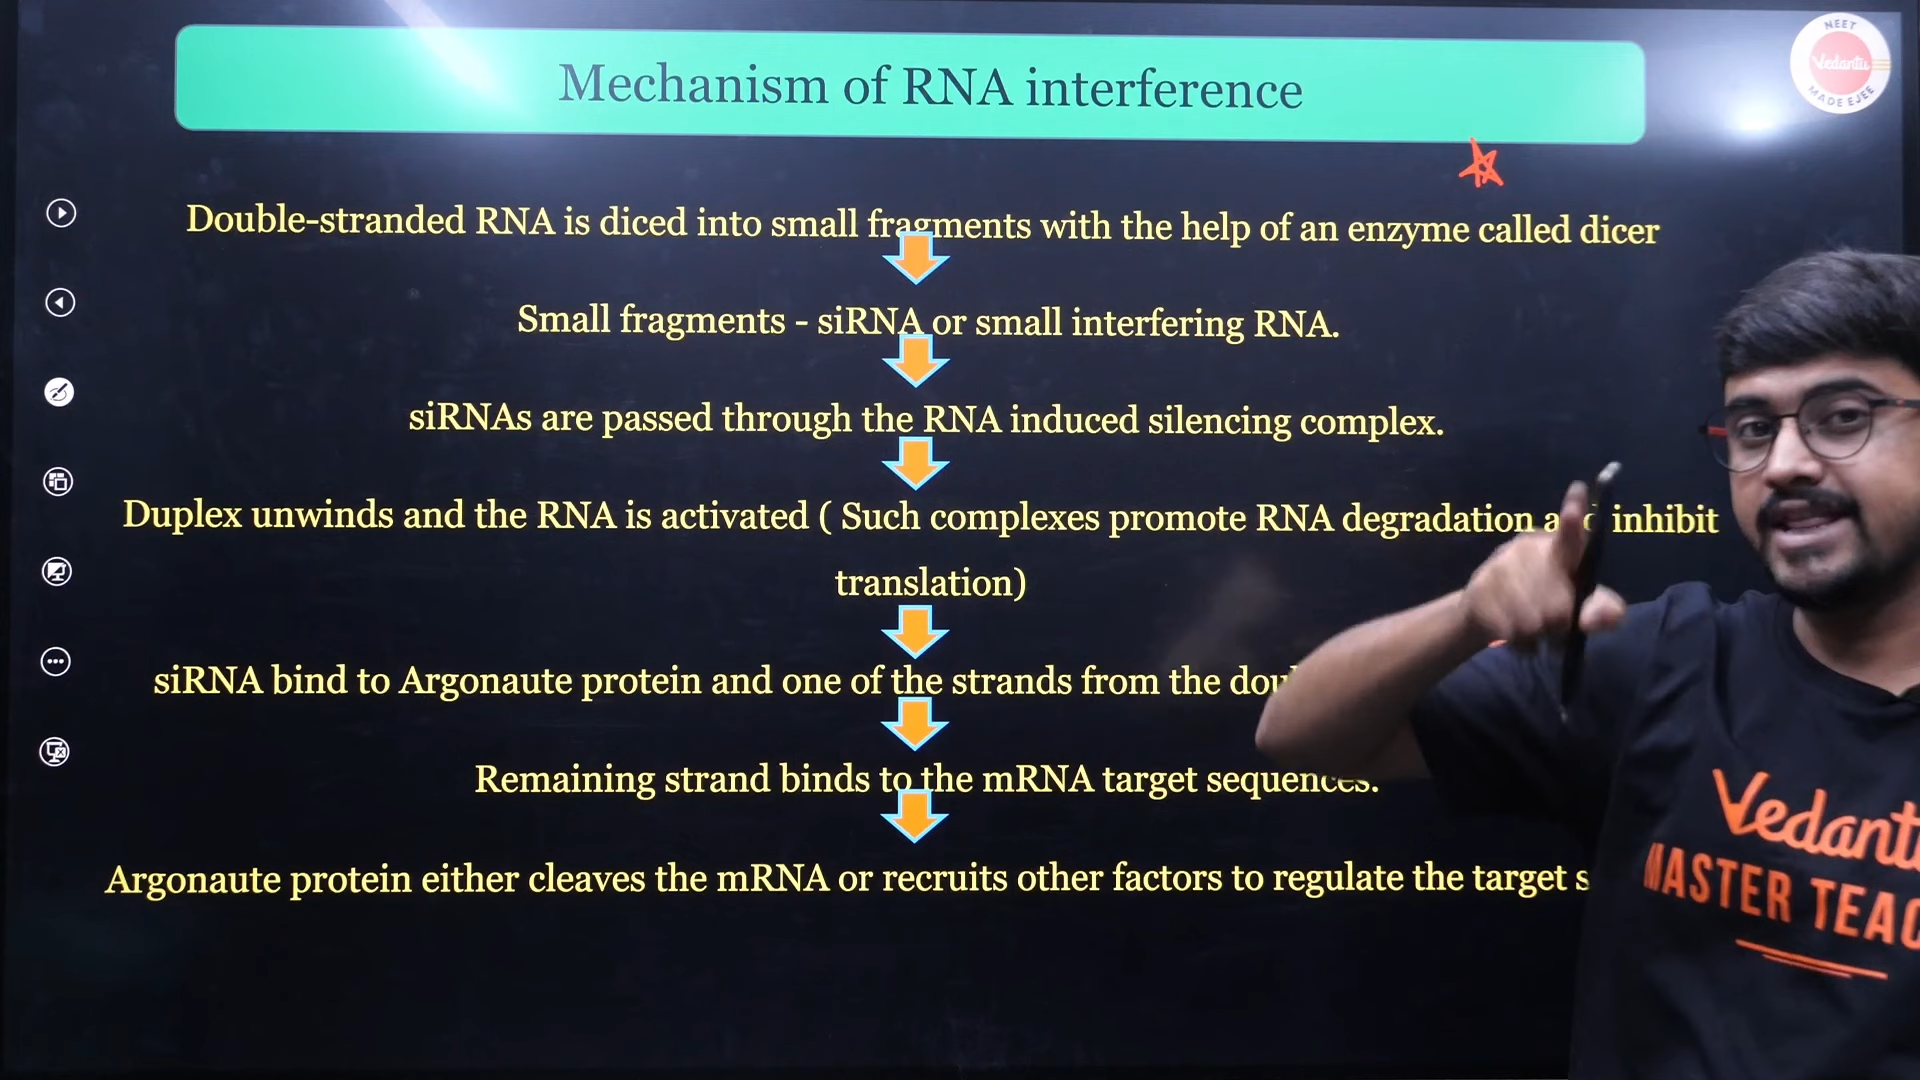 Mechanism of RNA interference
NEET
Vedantu
MADE EJEE
Double-stranded RNA is diced into small fragments with the help of an enzyme called dicer
Small fragments - siRNA or small interfering RNA.
siRNAs are passed through the RNA induced silencing complex.
Duplex unwinds and the RNA is activated ( Such complexes promote RNA degradation inhibit
translation)
siRNA bind to Argonaute protein and one of the strands from the
Remaining strand binds to the mRNA target sequences.
Argonaute protein either cleaves the mRNA or recruits other factors to regulate the target
Vedantu
MASTER